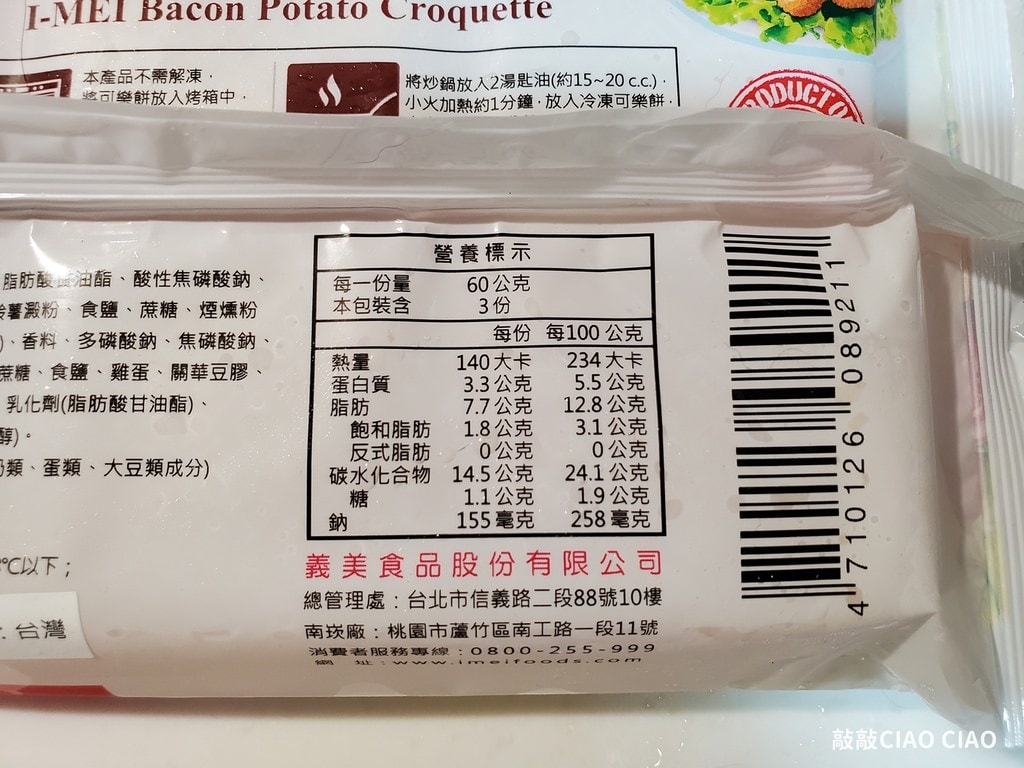 I-MEI Bacon Potato Croquette
本產品不需解凍，
將可樂餅放入烤箱中，
將炒鍋放入2湯匙油(約15~20 c.c.)，
小火加熱約1分鐘，放入冷凍可樂餅，
PRODUCT O
脂肪酸甘油酯、酸性焦磷酸鈉、
薯澱粉、食鹽、蔗糖、煙燻粉
)、香料、多磷酸鈉、焦磷酸鈉、
蔗糖、食鹽、雞蛋、關華豆膠、
乳化劑(脂肪酸甘油酯)、
醇)。
類、蛋類、大豆類成分)
℃以下；
: 台灣
營養標示
每一份量 60公克
本包裝含 3份
每份 每100公克
熱量 140大卡 234大卡
蛋白質 3.3公克 5.5公克
脂肪 7.7公克 12.8公克
飽和脂肪 1.8公克 3.1公克
反式脂肪 0公克 0公克
碳水化合物 14.5公克 24.1公克
糖 1.1公克 1.9公克
鈉 155毫克 258毫克
義美食品股份有限公司
總管理處：台北市信義路二段88號10樓
南崁廠：桃園市蘆竹區南工路一段11號
消費者服務專線：0800-255-999
網 址：www.imeifoods.com
4 710126 089211
敲敲CIAO CIAO